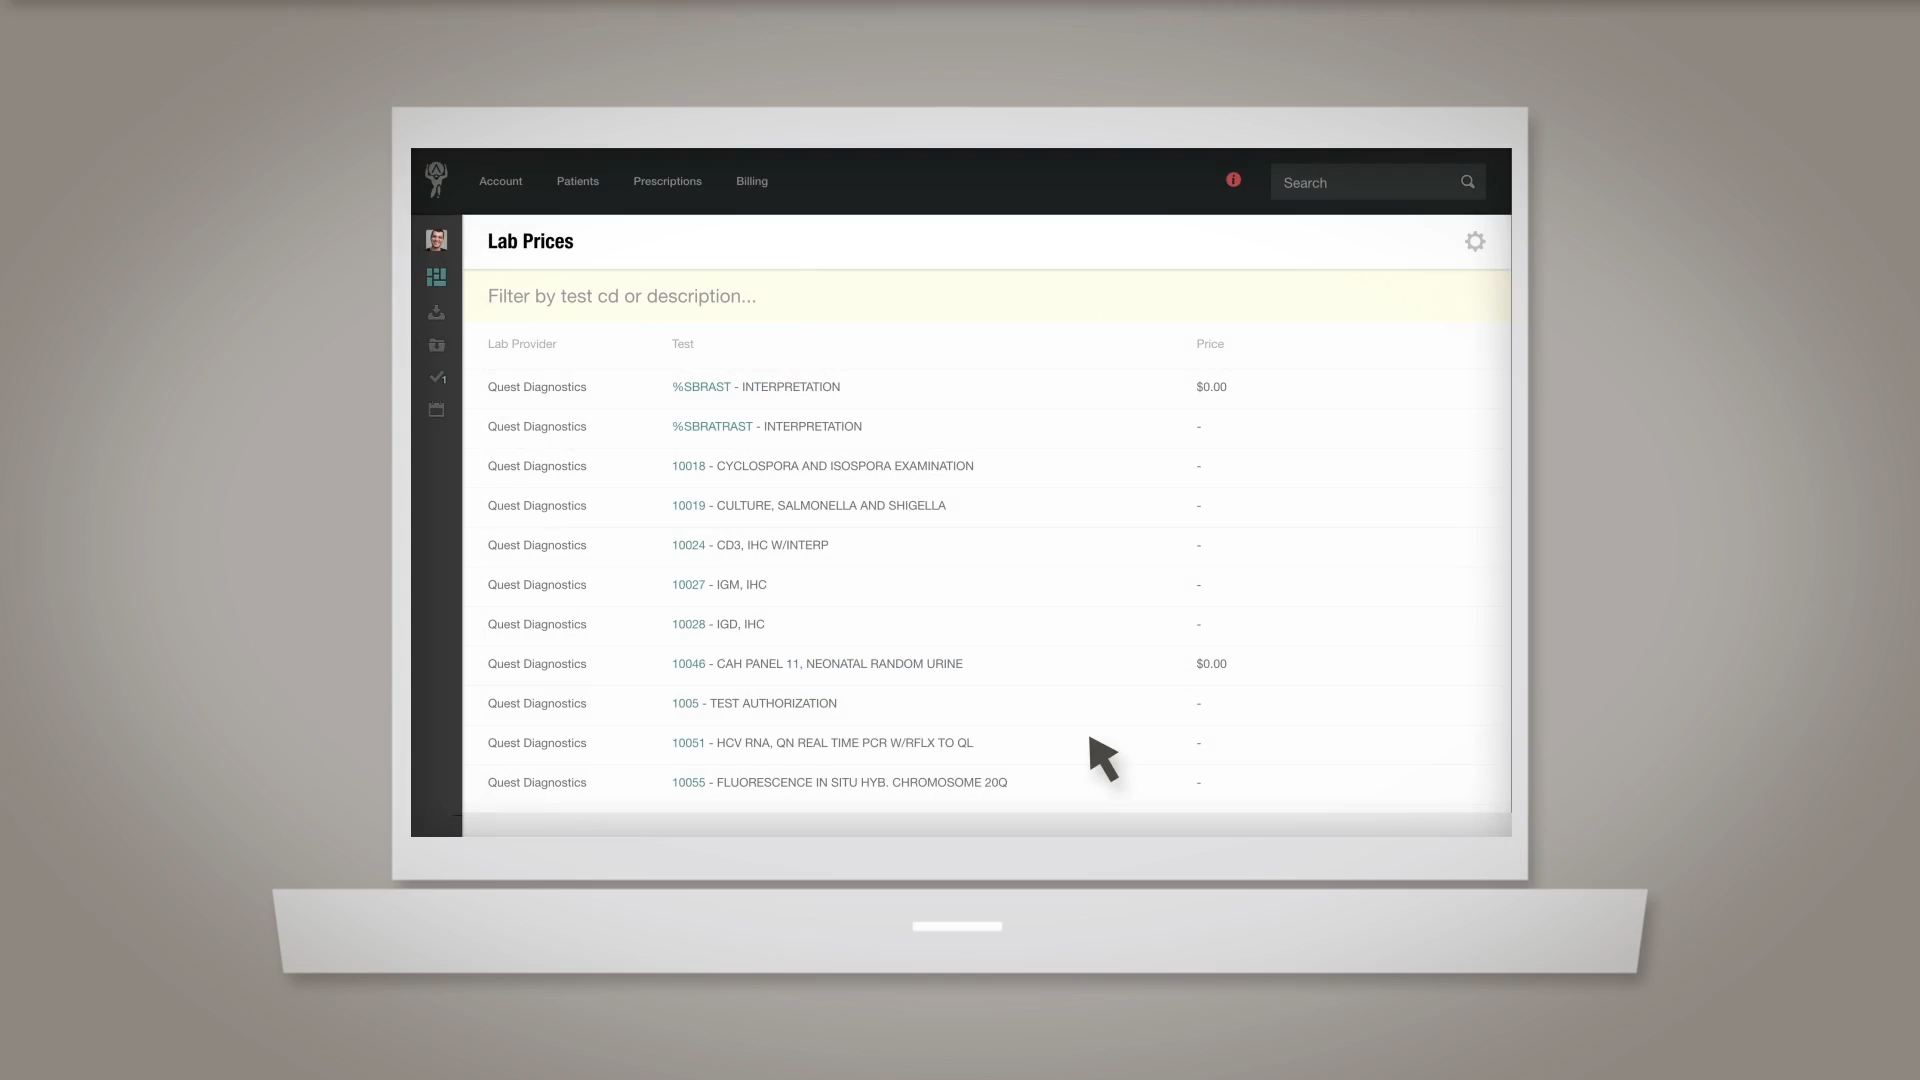 Account Patients Prescriptions Billing Search
Lab Prices
Filter by test cd or description...
Lab Provider Test Price
Quest Diagnostics %SBRAST - INTERPRETATION $0.00
Quest Diagnostics %SBRATRAST - INTERPRETATION -
Quest Diagnostics 10018 - CYCLOSPORA AND ISOSPORA EXAMINATION -
Quest Diagnostics 10019 - CULTURE, SALMONELLA AND SHIGELLA -
Quest Diagnostics 10024 - CD3, IHC W/INTERP -
Quest Diagnostics 10027 - IGM, IHC -
Quest Diagnostics 10028 - IGD, IHC -
Quest Diagnostics 10046 - CAH PANEL 11, NEONATAL RANDOM URINE $0.00
Quest Diagnostics 1005 - TEST AUTHORIZATION -
Quest Diagnostics 10051 - HCV RNA, QN REAL TIME PCR W/RFLX TO QL -
Quest Diagnostics 10055 - FLUORESCENCE IN SITU HYB. CHROMOSOME 20Q -
1